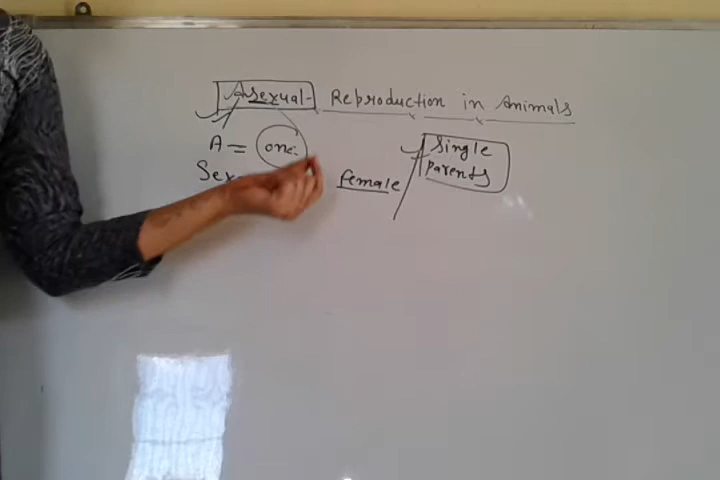 Asexual- Reproduction in Animals
A = one.
Single
Parents
Sex
female